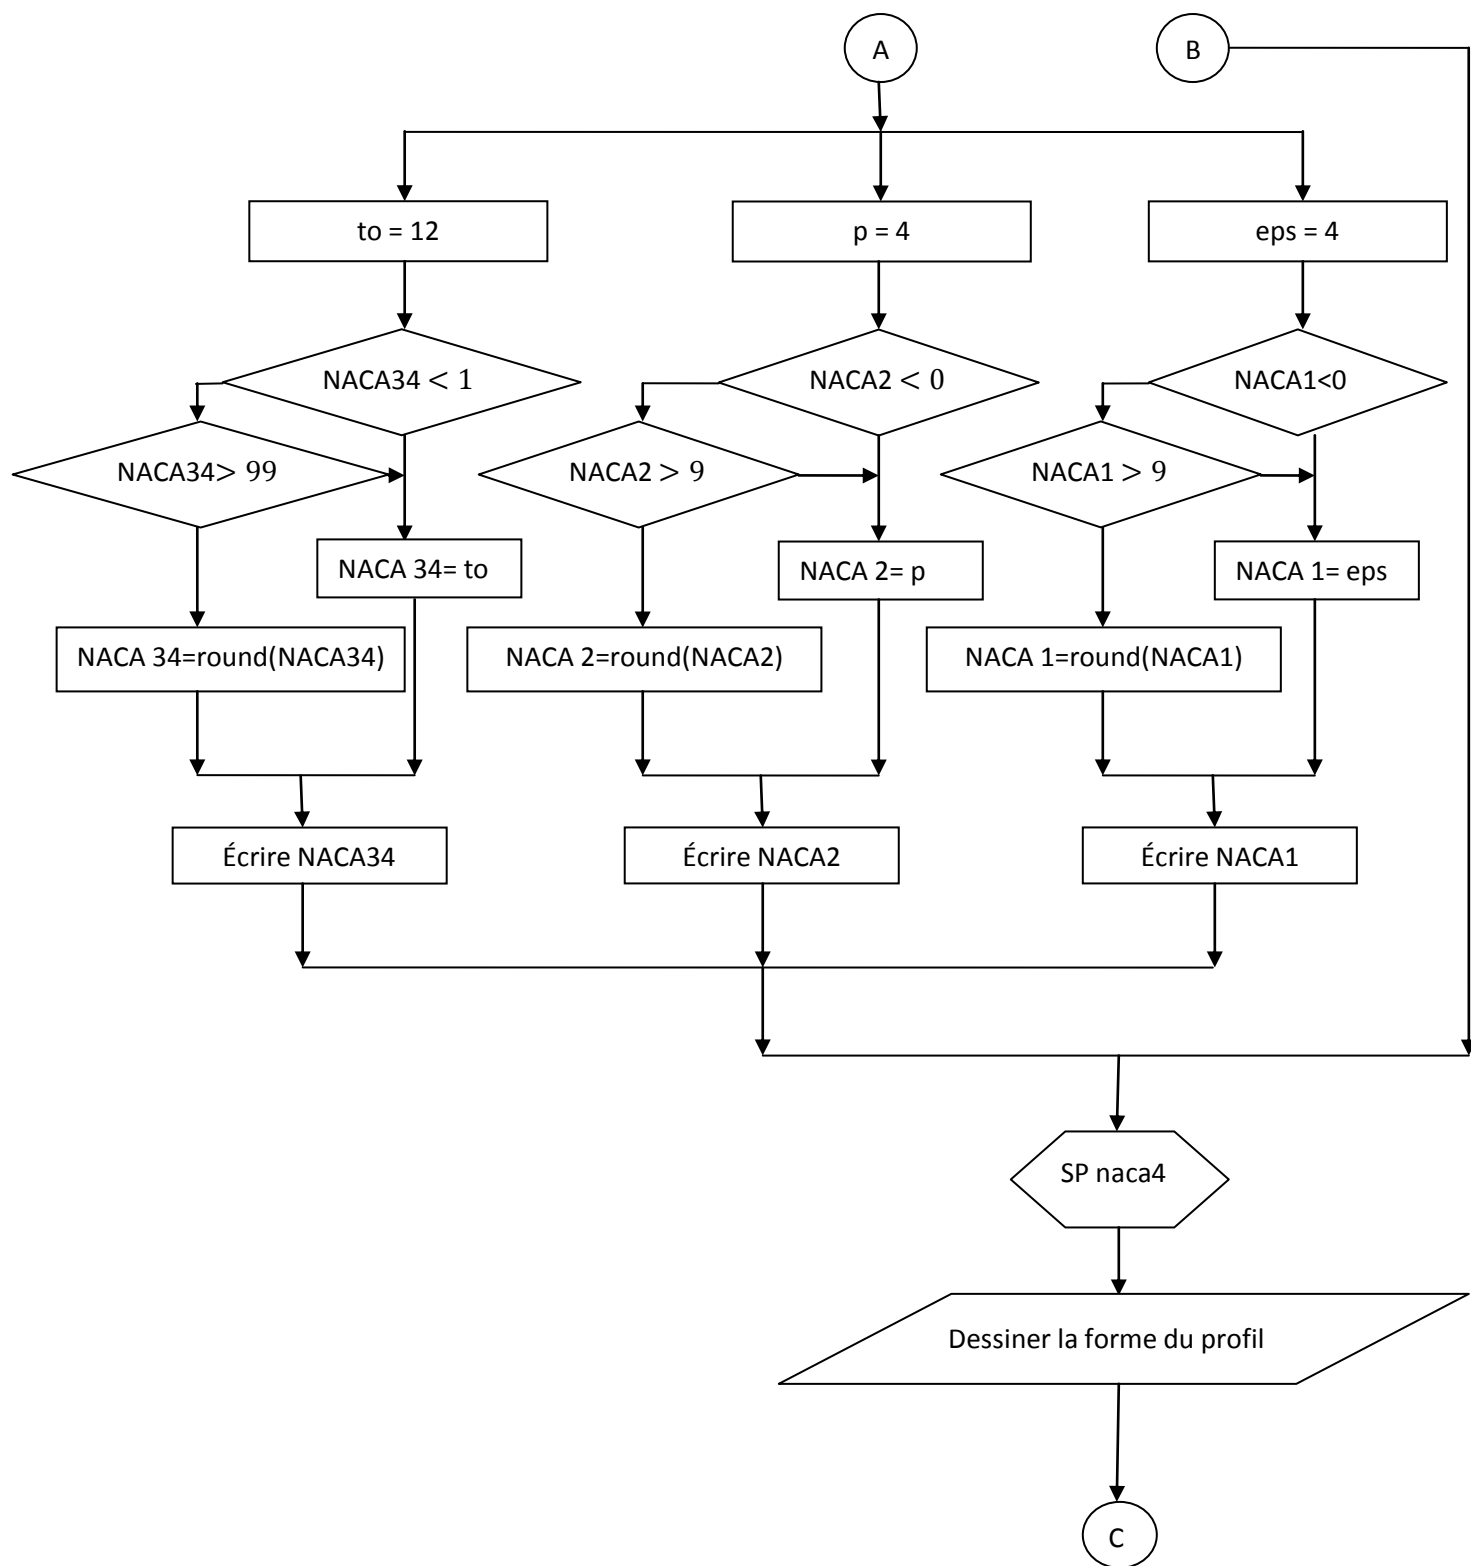 A
B
to = 12
p = 4
eps = 4
NACA34 < 1
NACA2 < 0
NACA1<0
NACA34> 99
NACA2 > 9
NACA1 > 9
NACA 34= to
NACA 2= p
NACA 1= eps
NACA 34=round(NACA34)
NACA 2=round(NACA2)
NACA 1=round(NACA1)
Écrire NACA34
Écrire NACA2
Écrire NACA1
SP naca4
Dessiner la forme du profil
C